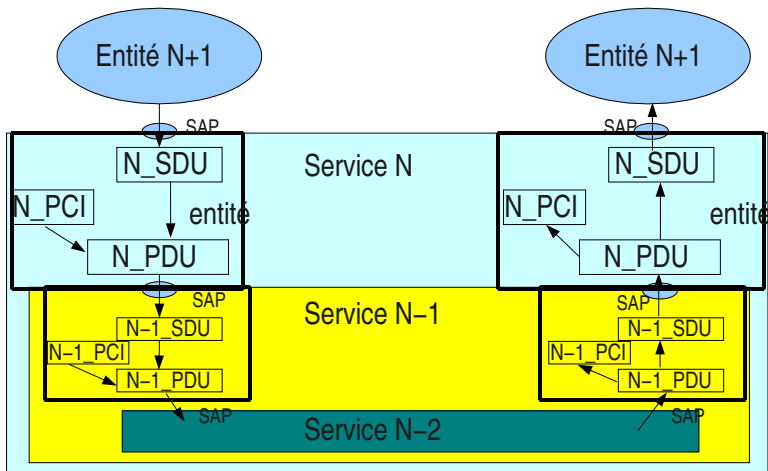 Entité N+1
Entité N+1
SAP
SAP
N_SDU
Service N
N_SDU
N_PCI
entité
N_PCI
entité
N_PDU
N_PDU
SAP
Service N−1
SAP
N−1_SDU
N−1_SDU
N−1_PCI
N−1_PCI
N−1_PDU
N−1_PDU
SAP
Service N−2
SAP